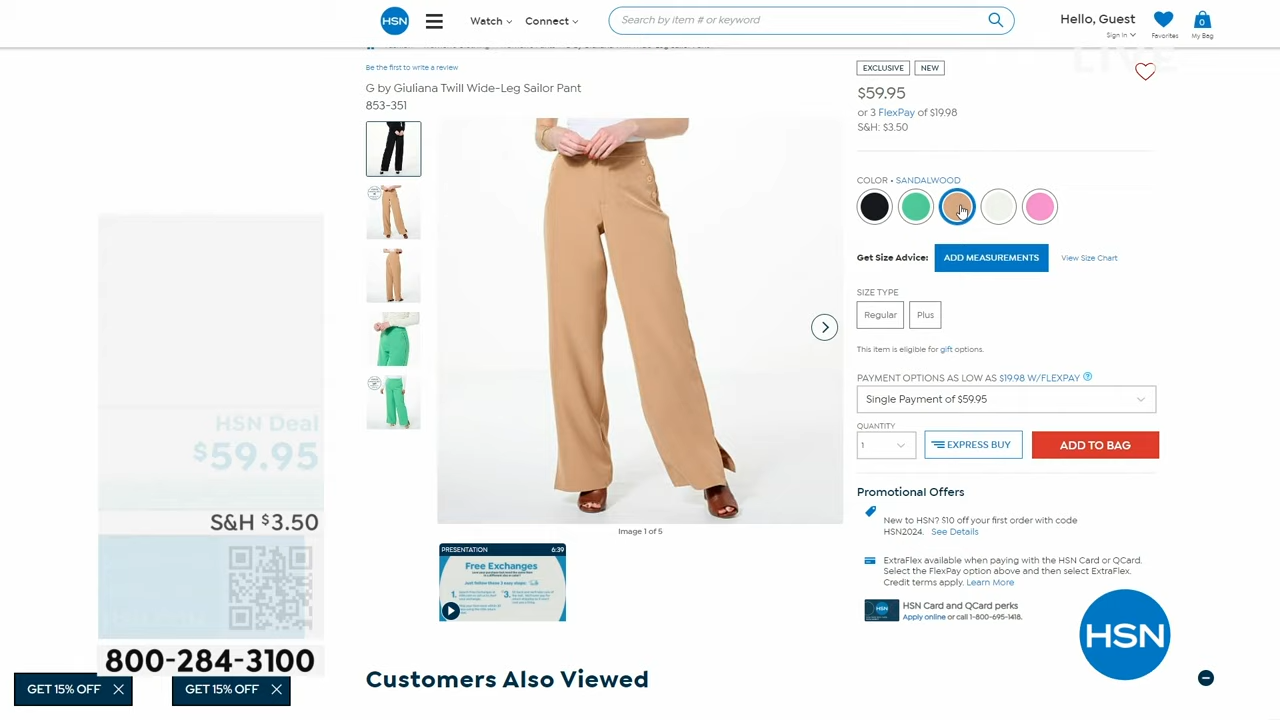 HSN
Watch
Connect
Search by item # or keyword
Hello, Guest
Sign In
Favorites
0
My Bag
LIVE
Be the first to write a review
G by Giuliana Twill Wide-Leg Sailor Pant
853-351
EXCLUSIVE
NEW
$59.95
or 3 FlexPay of $19.98
S&H: $3.50
COLOR • SANDALWOOD
Get Size Advice:
ADD MEASUREMENTS
View Size Chart
SIZE TYPE
Regular
Plus
This item is eligible for gift options.
PAYMENT OPTIONS AS LOW AS $19.98 W/FLEXPAY
Single Payment of $59.95
QUANTITY
1
EXPRESS BUY
ADD TO BAG
Promotional Offers
New to HSN? $10 off your first order with code
HSN2024. See Details
ExtraFlex available when paying with the HSN Card or QCard.
Select the FlexPay option above and then select ExtraFlex.
Credit terms apply. Learn More
HSN
HSN Card and QCard perks
Apply online or call 1-800-695-1418.
Image 1 of 5
PRESENTATION
6:39
Free Exchanges
Just follow these 3 easy steps:
HSN Deal
$59.95
S&H $3.50
800-284-3100
GET 15% OFF
GET 15% OFF
Customers Also Viewed
HSN